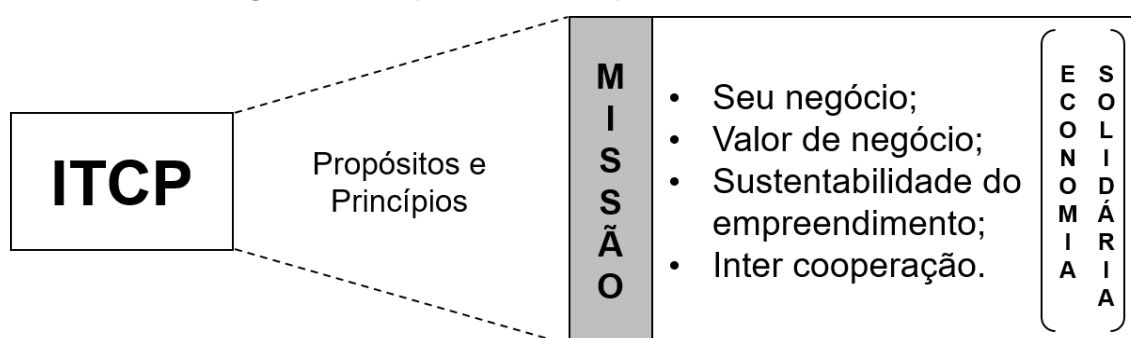 ITCP
Propósitos e
Princípios
MISSÃO
• Seu negócio;
• Valor de negócio;
• Sustentabilidade do
empreendimento;
• Inter cooperação.
ECONOMIA
SOLIDÁRIA